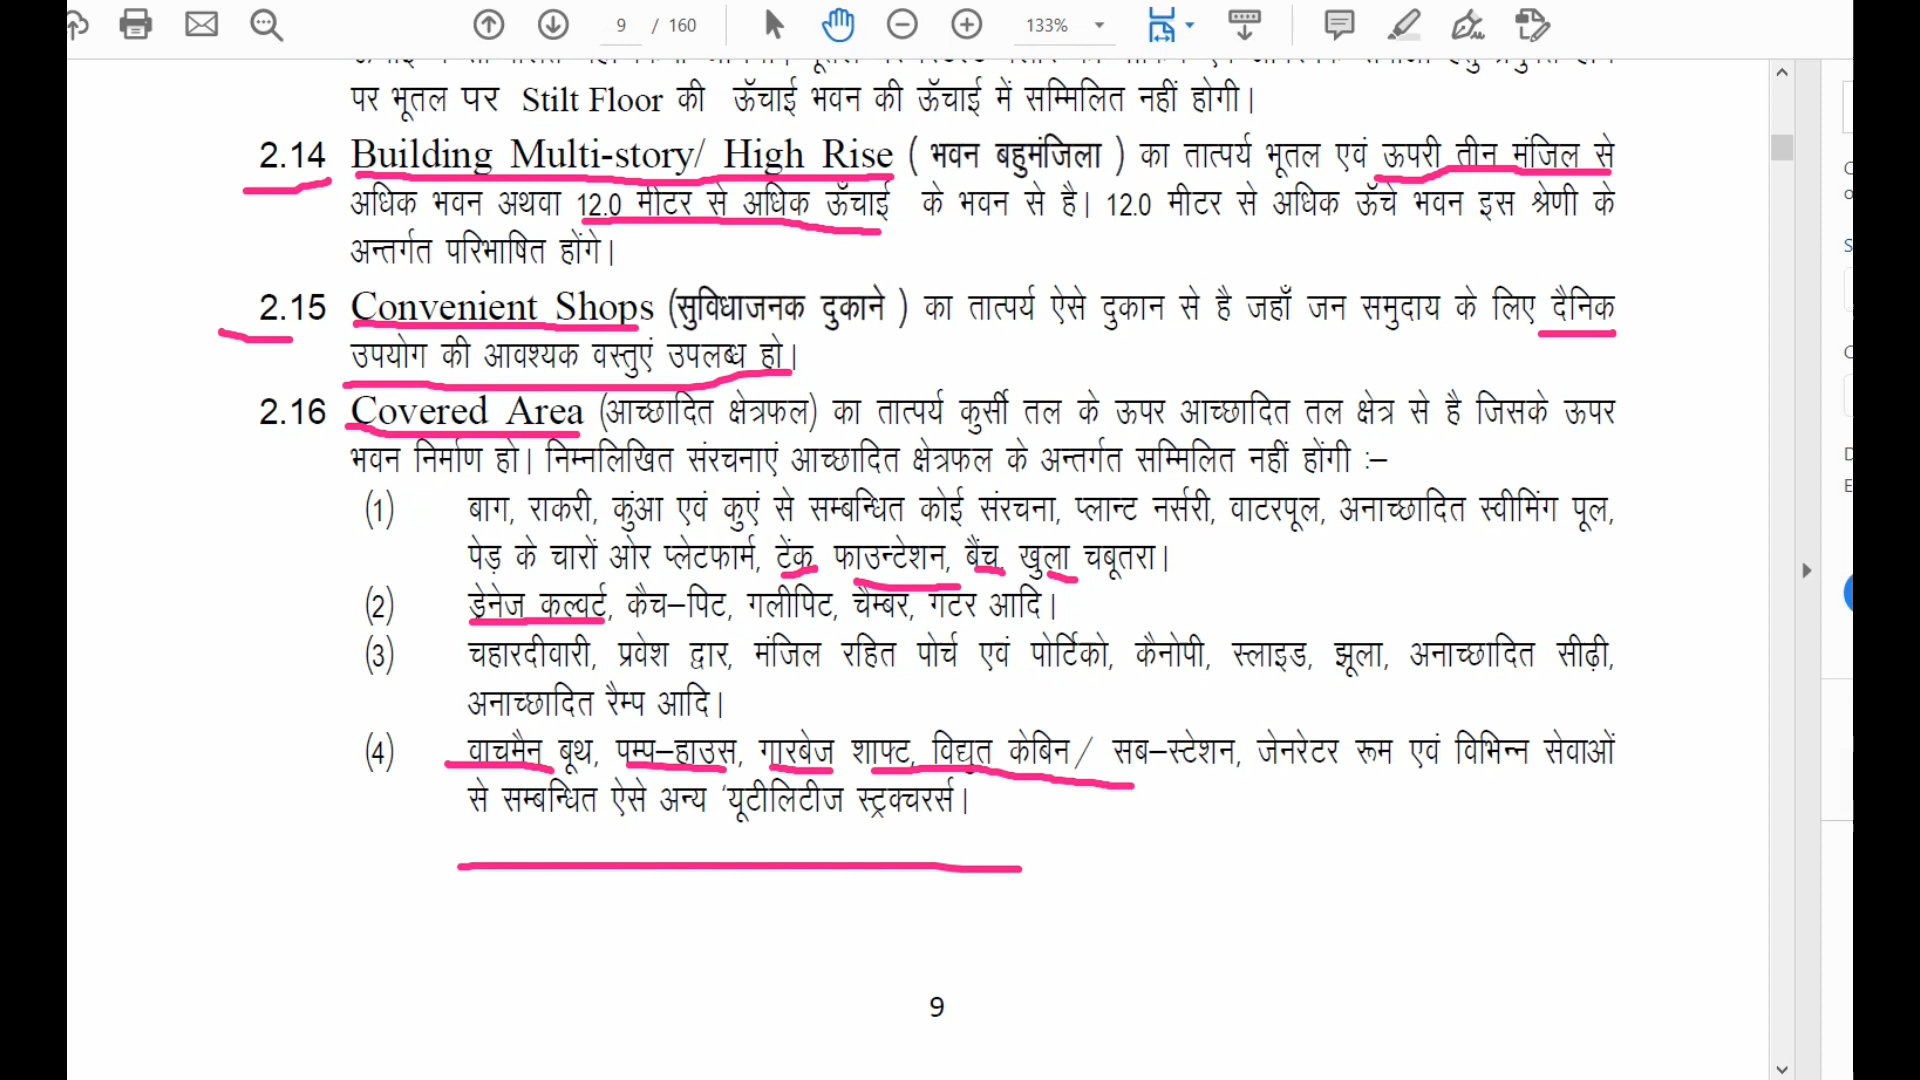 9 / 160 133%
पर भूतल पर Stilt Floor की ऊॅचाई भवन की ऊॅचाई में सम्मिलित नहीं होगी।
2.14 Building Multi-story/ High Rise ( भवन बहुमंजिला ) का तात्पर्य भूतल एवं ऊपरी तीन मंजिल से
अधिक भवन अथवा 12.0 मीटर से अधिक ऊॅचाई के भवन से है। 12.0 मीटर से अधिक ऊॅचे भवन इस श्रेणी के
अन्तर्गत परिभाषित होंगे।
2.15 Convenient Shops (सुविधाजनक दुकाने ) का तात्पर्य ऐसे दुकान से है जहाँ जन समुदाय के लिए दैनिक
उपयोग की आवश्यक वस्तुएं उपलब्ध हो।
2.16 Covered Area (आच्छादित क्षेत्रफल) का तात्पर्य कुर्सी तल के ऊपर आच्छादित तल क्षेत्र से है जिसके ऊपर
भवन निर्माण हो। निम्नलिखित संरचनाएं आच्छादित क्षेत्रफल के अन्तर्गत सम्मिलित नहीं होंगी :–
(1) बाग, राकरी, कुंआ एवं कुएं से सम्बन्धित कोई संरचना, प्लान्ट नर्सरी, वाटरपूल, अनाच्छादित स्वीमिंग पूल,
पेड़ के चारों ओर प्लेटफार्म, टेंक, फाउन्टेशन, बैंच, खुला चबूतरा।
(2) ड्रेनेज कल्वर्ट, कैच–पिट, गलीपिट, चैम्बर, गटर आदि।
(3) चहारदीवारी, प्रवेश द्वार, मंजिल रहित पोर्च एवं पोर्टिको, कैनोपी, स्लाइड, झूला, अनाच्छादित सीढ़ी,
अनाच्छादित रैम्प आदि।
(4) वाचमैन बूथ, पम्प–हाउस, गारबेज शाफ्ट, विद्युत केबिन/ सब–स्टेशन, जेनरेटर रूम एवं विभिन्न सेवाओं
से सम्बन्धित ऐसे अन्य 'यूटीलिटीज स्ट्रक्चरर्स।
9